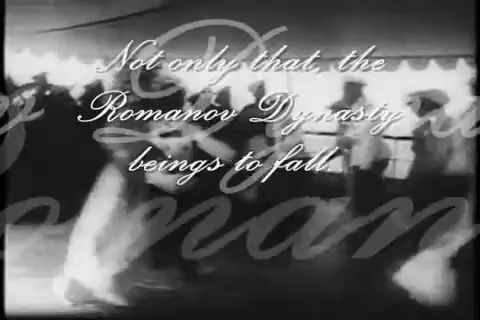 Not only that, the
Romanov Dynasty
beings to fall.